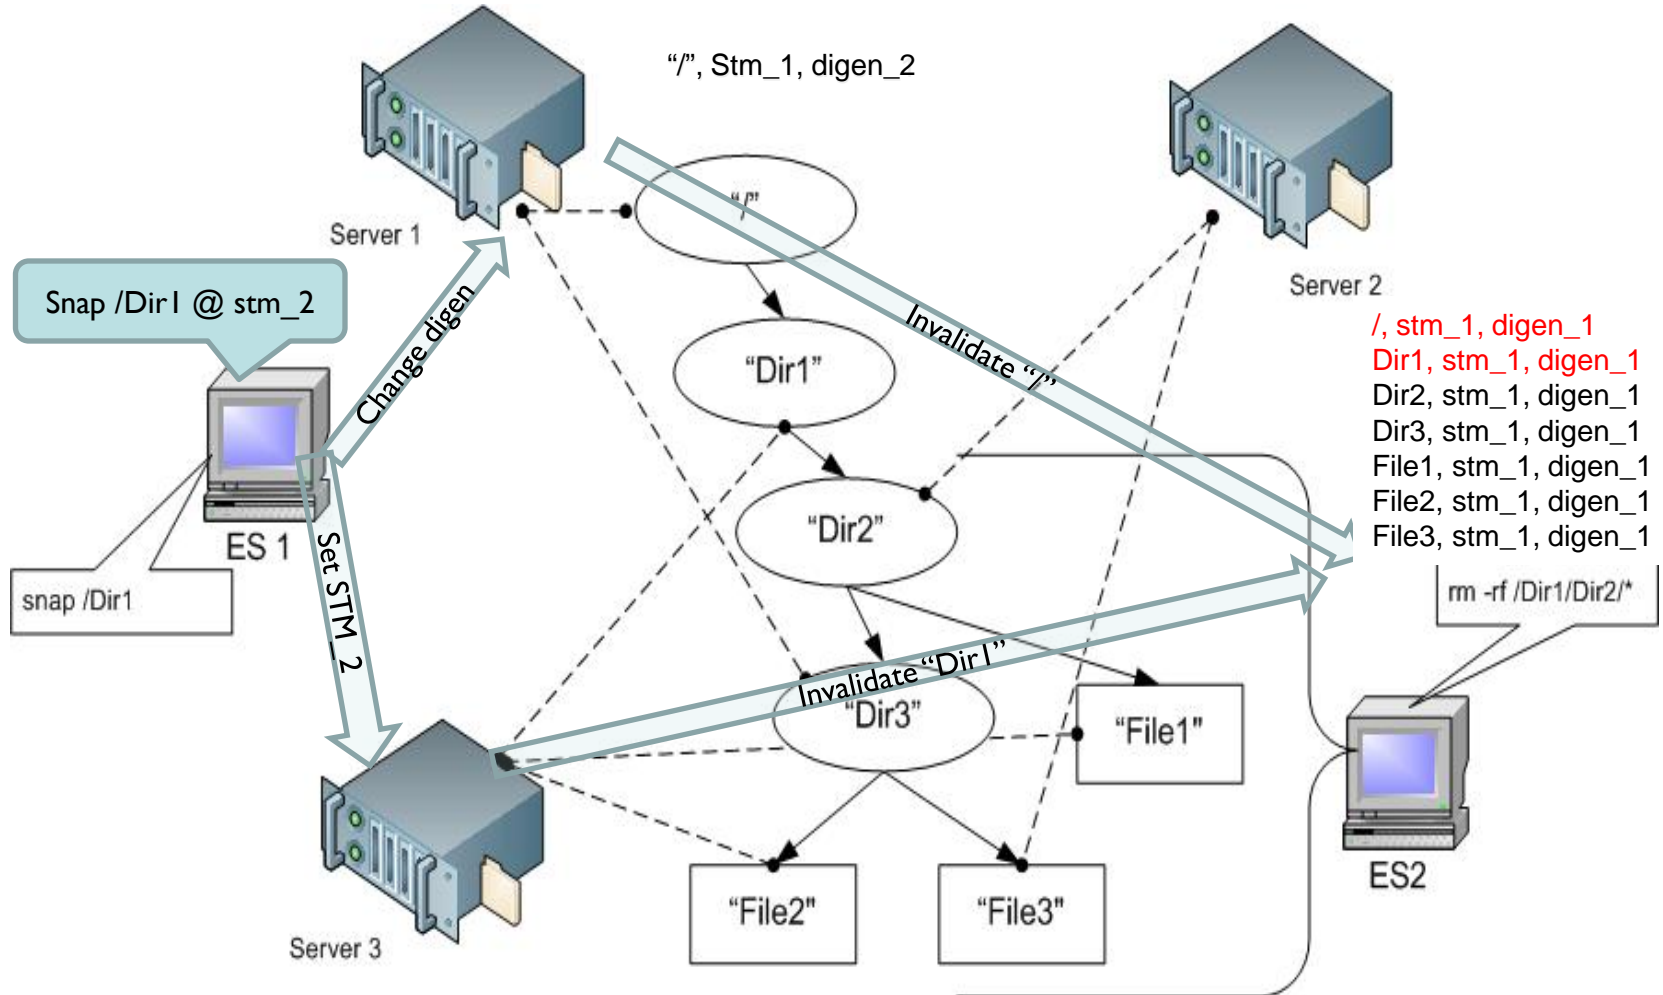 “/”, Stm_1, digen_2
“/”
Server 1
Server 2
Snap /Dir1 @ stm_2
Change digen
Invalidate “/”
“Dir1”
/, stm_1, digen_1
Dir1, stm_1, digen_1
Dir2, stm_1, digen_1
Dir3, stm_1, digen_1
File1, stm_1, digen_1
File2, stm_1, digen_1
File3, stm_1, digen_1
“Dir2”
ES 1
Set STM_2
snap /Dir1
rm -rf /Dir1/Dir2/*
Invalidate “Dir1”
“Dir3”
“File1"
ES2
“File2"
“File3"
Server 3